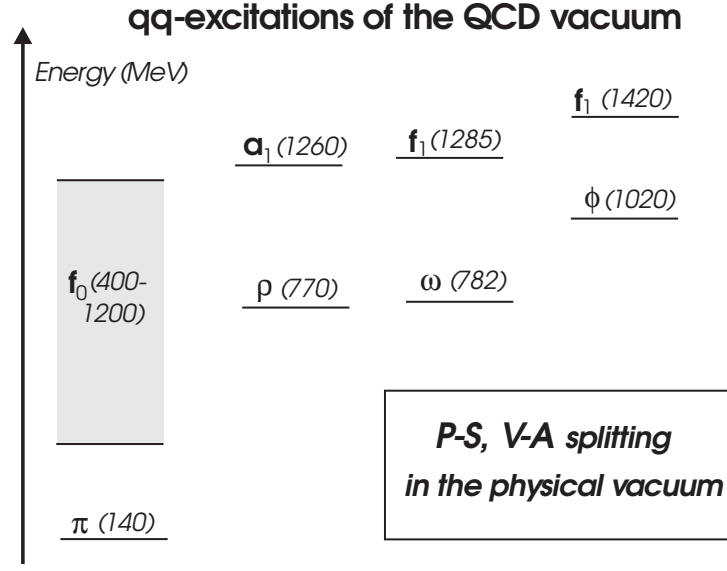 qq-excitations of the QCD vacuum
Energy (MeV)
f₁ (1420)
a₁ (1260)
f₁ (1285)
ϕ (1020)
f₀ (400-
1200)
ρ (770)
ω (782)
P-S, V-A splitting
in the physical vacuum
π (140)